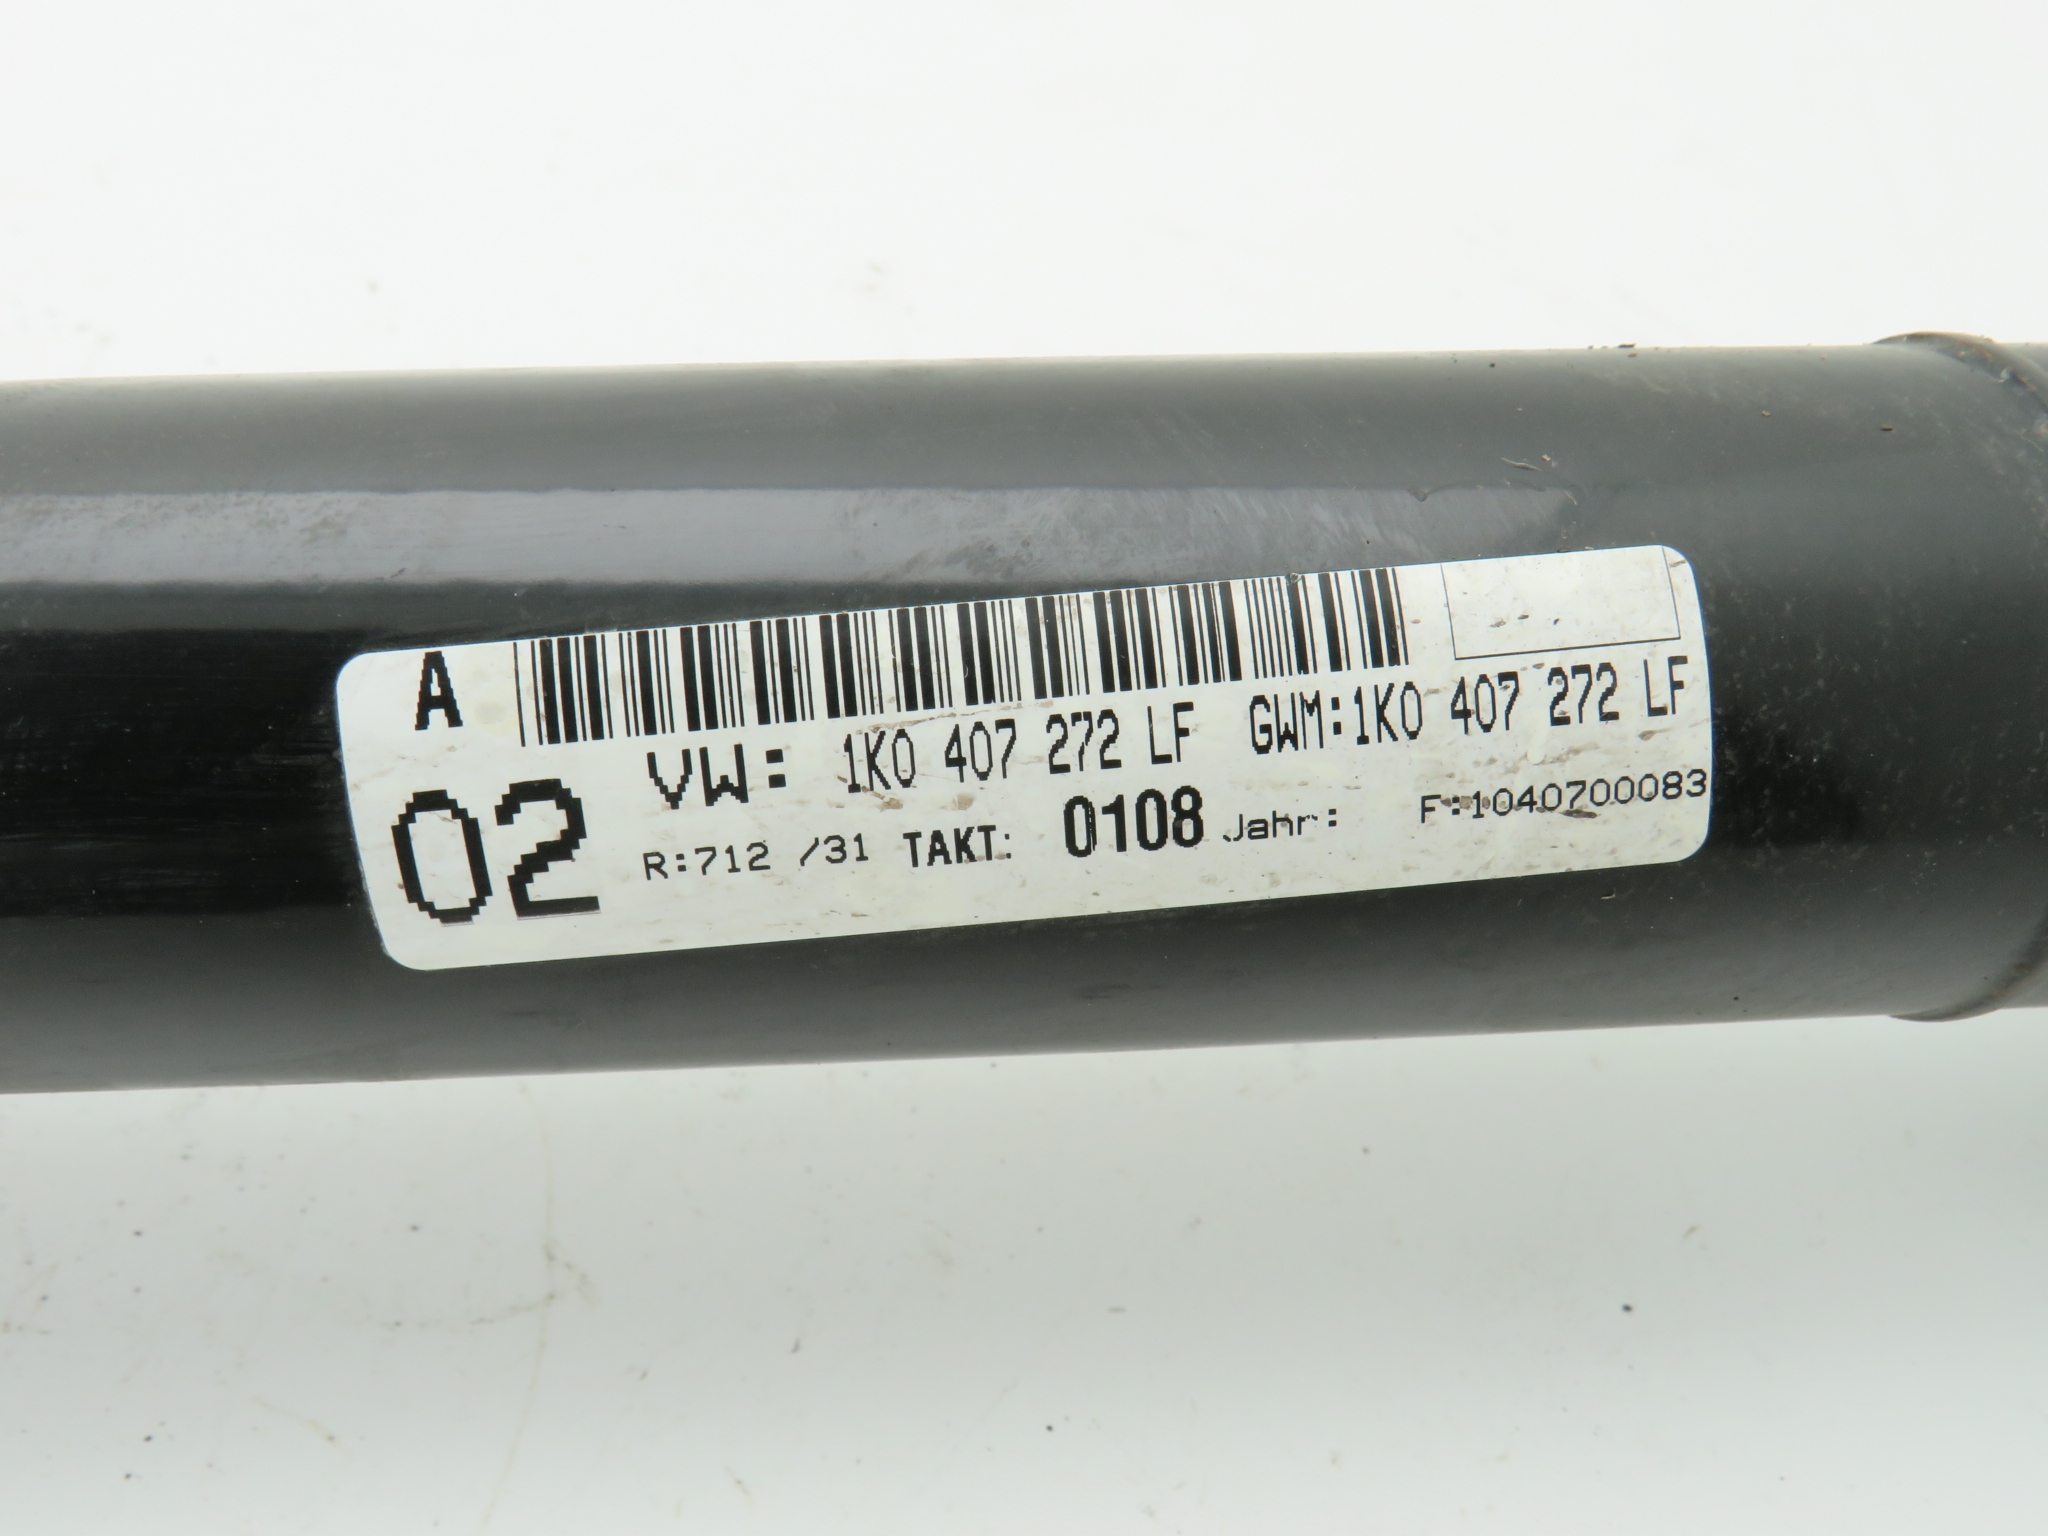 A
02
VW: 1K0 407 272 LF GWM:1K0 407 272 LF
R:712 /31 TAKT: 0108 Jahr: F:1040700083